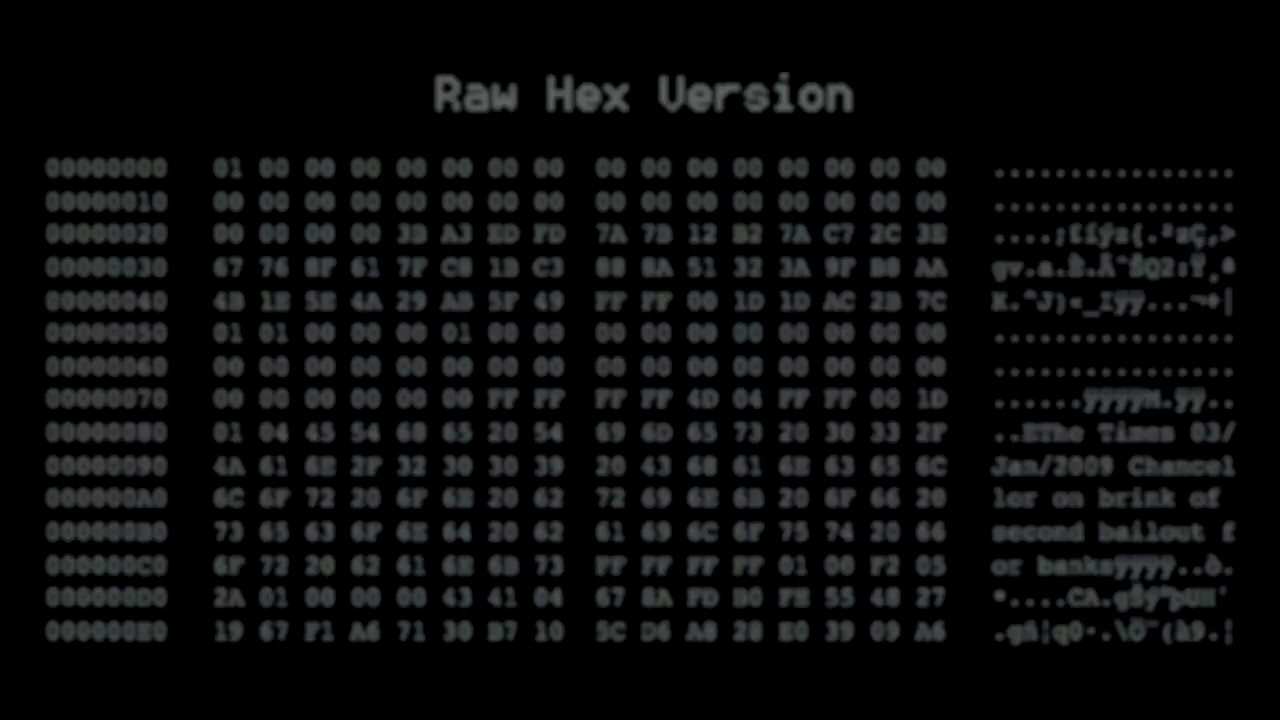 Raw Hex Version
00000000 01 00 00 00 00 00 00 00 00 00 00 00 00 00 00 00 ................
00000010 00 00 00 00 00 00 00 00 00 00 00 00 00 00 00 00 ................
00000020 00 00 00 00 3B A3 ED FD 7A 7B 12 B2 7A C7 2C 3E ....;£íýz{.²zÇ,>
00000030 67 76 8F 61 7F C8 1B C3 88 8A 51 32 3A 9F B8 AA gv.a.È.ÈŠQ2:Ÿ¸ª
00000040 4B 1E 5E 4A 29 AB 5F 49 FF FF 00 1D 1D AC 2B 7C K.^J)«_Iÿÿ...¬+|
00000050 01 01 00 00 00 01 00 00 00 00 00 00 00 00 00 00 ................
00000060 00 00 00 00 00 00 00 00 00 00 00 00 00 00 00 00 ................
00000070 00 00 00 00 00 00 FF FF FF FF 4D 04 FF FF 00 1D ......ÿÿÿÿM.ÿÿ..
00000080 01 04 45 54 68 65 20 54 69 6D 65 73 20 30 33 2F ..EThe Times 03/
00000090 4A 61 6E 2F 32 30 30 39 20 43 68 61 6E 63 65 6C Jan/2009 Chancel
000000A0 6C 6F 72 20 6F 6E 20 62 72 69 6E 6B 20 6F 66 20 lor on brink of
000000B0 73 65 63 6F 6E 64 20 62 61 69 6C 6F 75 74 20 66 second bailout f
000000C0 6F 72 20 62 61 6E 6B 73 FF FF FF FF 01 00 F2 05 or banksÿÿÿÿ..ò.
000000D0 2A 01 00 00 00 43 41 04 67 8A FD B0 FE 55 48 27 *....CA.gŠý°þUH'
000000E0 19 67 F1 A6 71 30 B7 10 5C D6 A8 28 E0 39 09 A6 .gñ¦q0·.\Ö¨(à9.¦